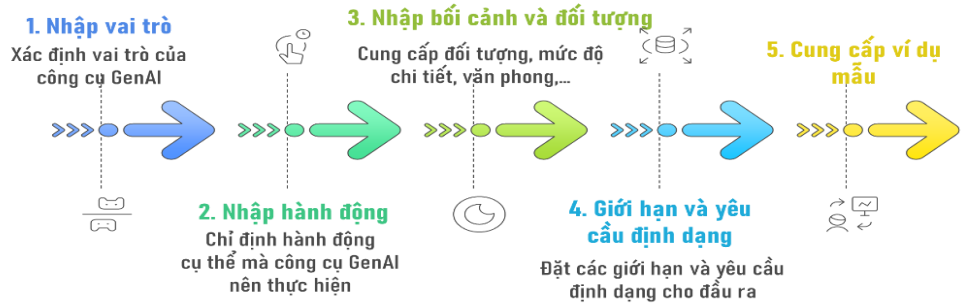 1. Nhập vai trò
Xác định vai trò của
công cụ GenAI
2. Nhập hành động
Chỉ định hành động
cụ thể mà công cụ GenAI
nên thực hiện
3. Nhập bối cảnh và đối tượng
Cung cấp đối tượng, mức độ
chi tiết, văn phong,...
4. Giới hạn và yêu
cầu định dạng
Đặt các giới hạn và yêu cầu
định dạng cho đầu ra
5. Cung cấp ví dụ
mẫu